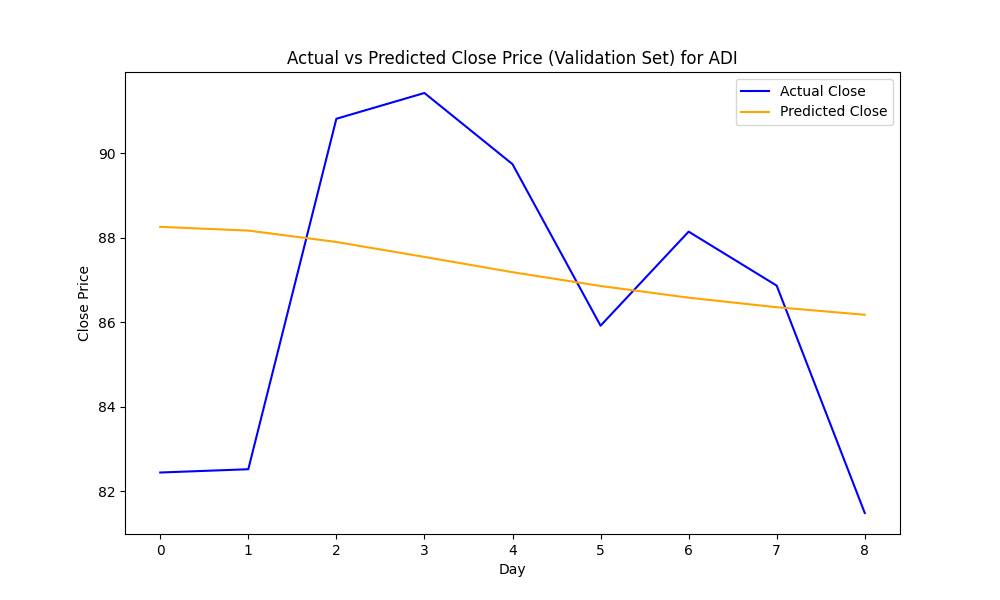 Actual vs Predicted Close Price (Validation Set) for ADI
Actual Close
Predicted Close
Close Price
90
88
86
84
82
0 1 2 3 4 5 6 7 8
Day